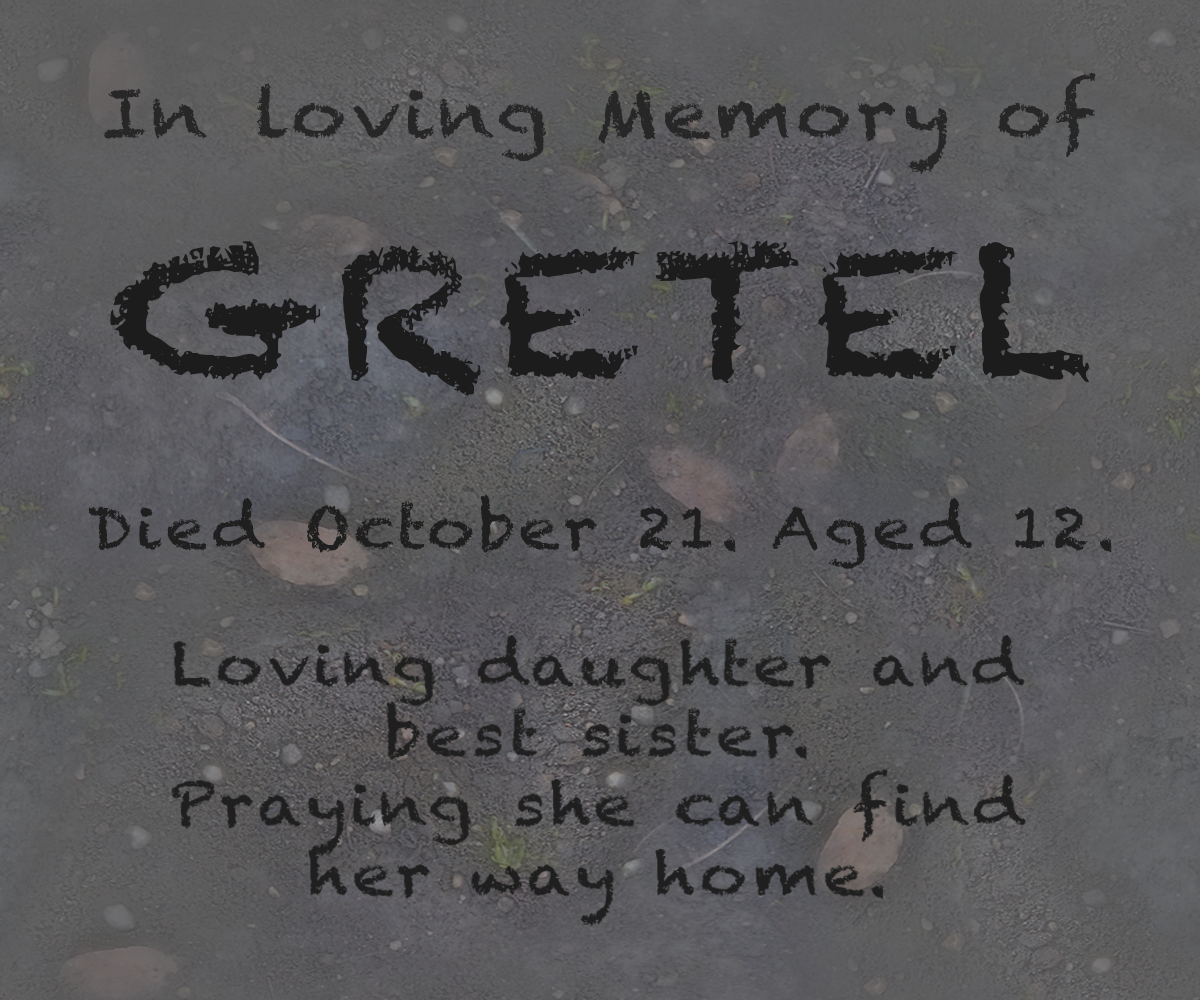 In loving Memory of
GRETEL
Died October 21. Aged 12.
Loving daughter and
best sister.
Praying she can find
her way home.